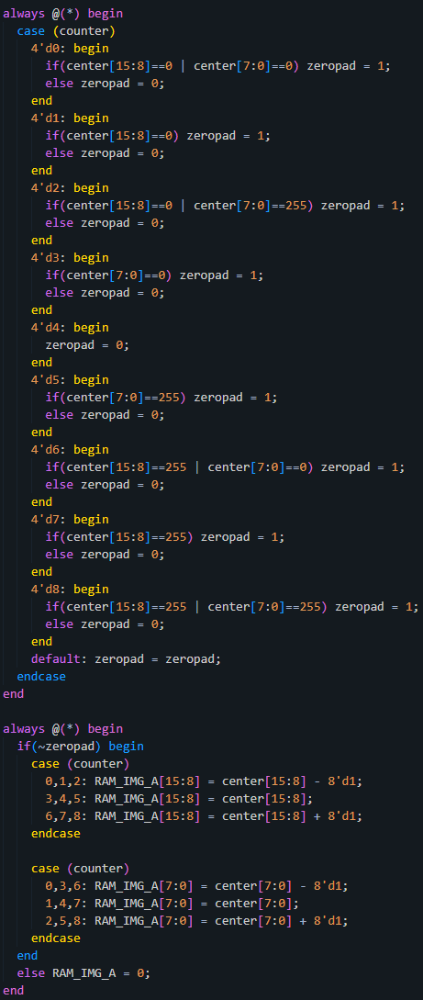 always @(*) begin
  case (counter)
    4'd0: begin
      if(center[15:8]==0 | center[7:0]==0) zeropad = 1;
      else zeropad = 0;
    end
    4'd1: begin
      if(center[15:8]==0) zeropad = 1;
      else zeropad = 0;
    end
    4'd2: begin
      if(center[15:8]==0 | center[7:0]==255) zeropad = 1;
      else zeropad = 0;
    end
    4'd3: begin
      if(center[7:0]==0) zeropad = 1;
      else zeropad = 0;
    end
    4'd4: begin
      zeropad = 0;
    end
    4'd5: begin
      if(center[7:0]==255) zeropad = 1;
      else zeropad = 0;
    end
    4'd6: begin
      if(center[15:8]==255 | center[7:0]==0) zeropad = 1;
      else zeropad = 0;
    end
    4'd7: begin
      if(center[15:8]==255) zeropad = 1;
      else zeropad = 0;
    end
    4'd8: begin
      if(center[15:8]==255 | center[7:0]==255) zeropad = 1;
      else zeropad = 0;
    end
    default: zeropad = zeropad;
  endcase
end

always @(*) begin
  if(~zeropad) begin
    case (counter)
      0,1,2: RAM_IMG_A[15:8] = center[15:8] - 8'd1;
      3,4,5: RAM_IMG_A[15:8] = center[15:8];
      6,7,8: RAM_IMG_A[15:8] = center[15:8] + 8'd1;
    endcase

    case (counter)
      0,3,6: RAM_IMG_A[7:0] = center[7:0] - 8'd1;
      1,4,7: RAM_IMG_A[7:0] = center[7:0];
      2,5,8: RAM_IMG_A[7:0] = center[7:0] + 8'd1;
    endcase
  end
  else RAM_IMG_A = 0;
end